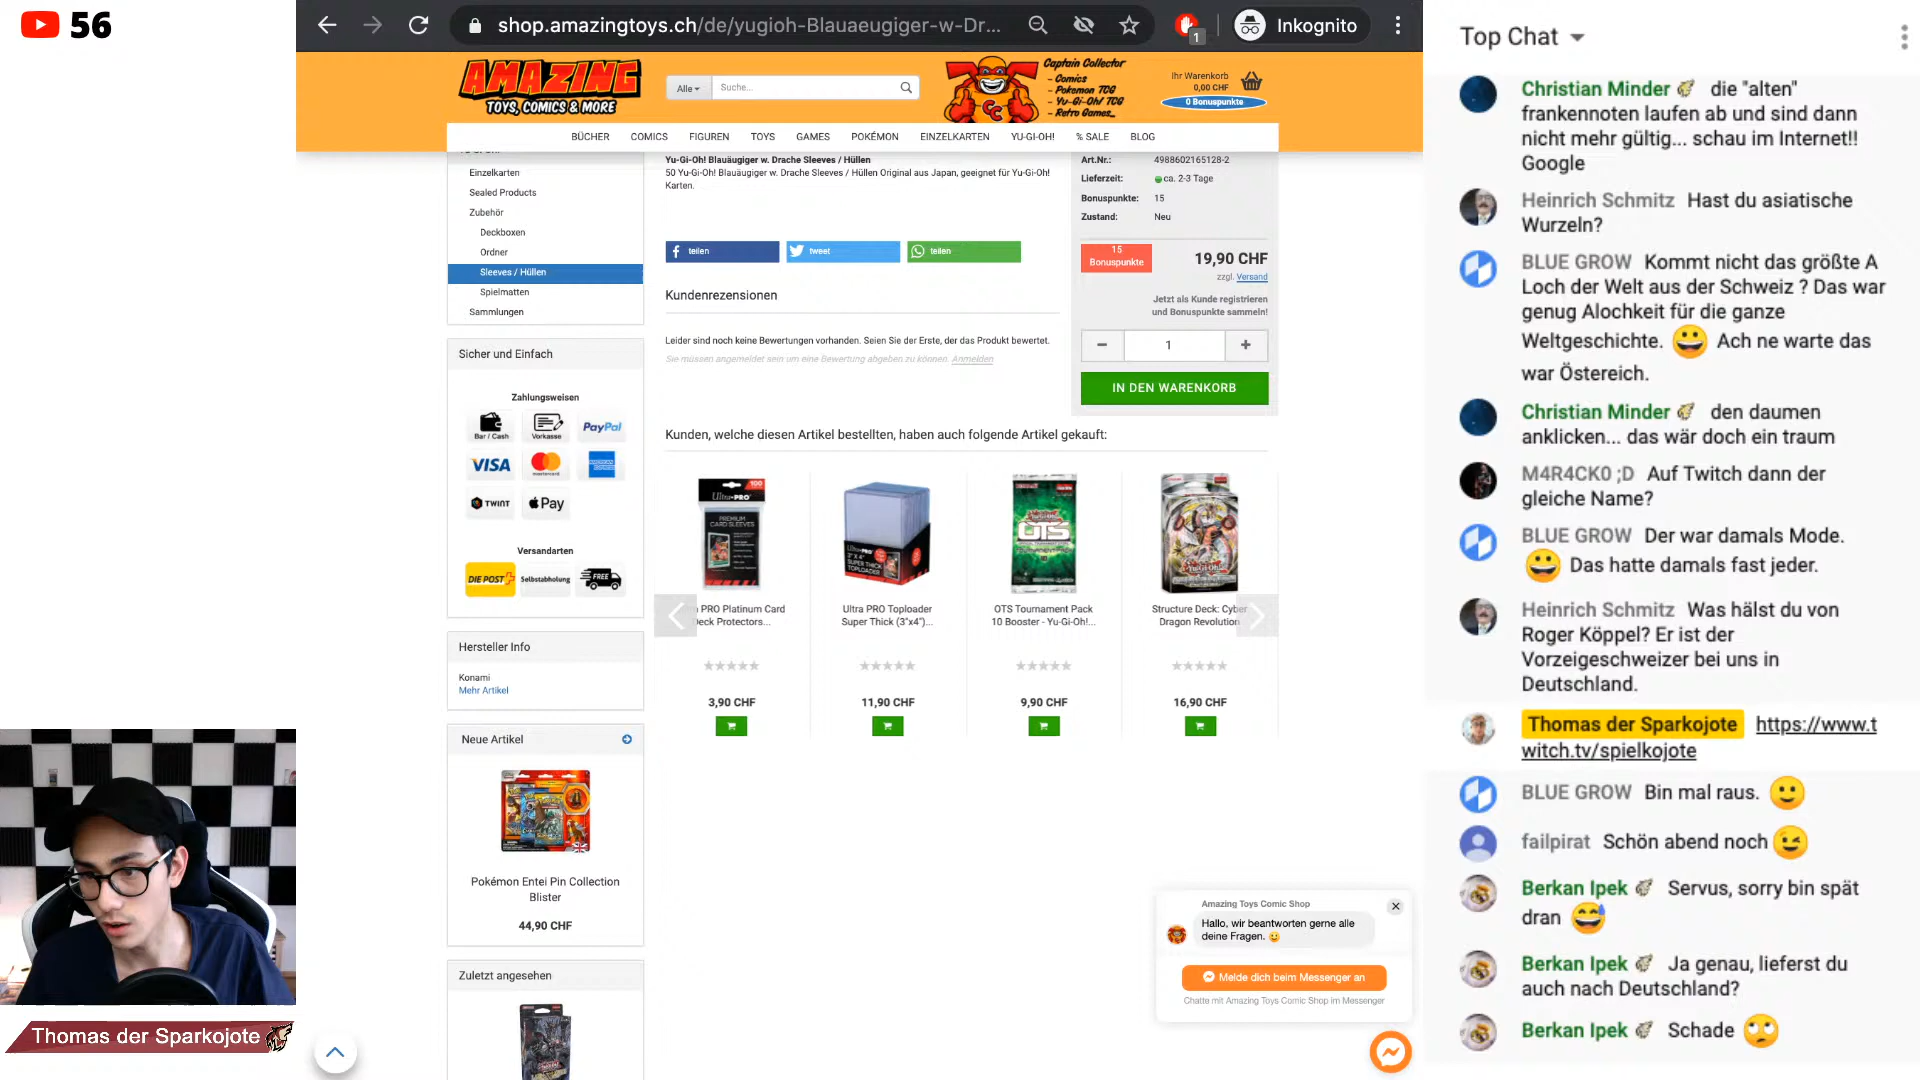 56
shop.amazingtoys.ch/de/yugioh-Blauaeugiger-w-Dr...
1
Inkognito
AMAZING
TOYS, COMICS & MORE
Alle
Suche...
Captain Collector
- Comics
- Pokemon TCG
- Yu-Gi-Oh! TCG
- Retro Games
CC
Ihr Warenkorb
0,00 CHF
0 Bonuspunkte
BÜCHER COMICS FIGUREN TOYS GAMES POKÉMON EINZELKARTEN YU-GI-OH! % SALE BLOG
Einzelkarten
Sealed Products
Zubehör
Deckboxen
Ordner
Sleeves / Hüllen
Spielmatten
Sammlungen
Sicher und Einfach
Zahlungsweisen
Bar / Cash
Vorkasse
PayPal
VISA
mastercard
TWINT
Pay
Versandarten
DIE POST
Selbstabholung
FREE
Hersteller Info
Konami
Mehr Artikel
Neue Artikel
Pokémon Entei Pin Collection
Blister
44,90 CHF
Zuletzt angesehen
Yu-Gi-Oh! Blauäugiger w. Drache Sleeves / Hüllen
50 Yu-Gi-Oh! Blauäugiger w. Drache Sleeves / Hüllen Original aus Japan, geeignet für Yu-Gi-Oh!
Karten.
teilen
tweet
teilen
Kundenrezensionen
Leider sind noch keine Bewertungen vorhanden. Seien Sie der Erste, der das Produkt bewertet.
Sie müssen angemeldet sein um eine Bewertung abgeben zu können. Anmelden
Art.Nr.: 4988602165128-2
Lieferzeit: ca. 2-3 Tage
Bonuspunkte: 15
Zustand: Neu
15
Bonuspunkte
19,90 CHF
zzgl. Versand
Jetzt als Kunde registrieren
und Bonuspunkte sammeln!
− 1 +
IN DEN WARENKORB
Kunden, welche diesen Artikel bestellten, haben auch folgende Artikel gekauft:
Ultra•PRO
100
PREMIUM
CARD SLEEVES
PRO Platinum Card
Deck Protectors...
3,90 CHF
SUPER THICK
TOPLOADER
Ultra PRO Toploader
Super Thick (3"x4")...
11,90 CHF
OTS
OTS Tournament Pack
10 Booster - Yu-Gi-Oh!...
9,90 CHF
Yu-Gi-Oh!
Structure Deck: Cyber
Dragon Revolution
16,90 CHF
Amazing Toys Comic Shop
Hallo, wir beantworten gerne alle
deine Fragen.
Melde dich beim Messenger an
Chatte mit Amazing Toys Comic Shop im Messenger
Thomas der Sparkojote
Top Chat
Christian Minder die "alten"
frankennoten laufen ab und sind dann
nicht mehr gültig... schau im Internet!!
Google
Heinrich Schmitz Hast du asiatische
Wurzeln?
BLUE GROW Kommt nicht das größte A
Loch der Welt aus der Schweiz ? Das war
genug Alochkeit für die ganze
Weltgeschichte. 😀 Ach ne warte das
war Östereich.
Christian Minder den daumen
anklicken... das wär doch ein traum
M4R4CK0 ;D Auf Twitch dann der
gleiche Name?
BLUE GROW Der war damals Mode.
😀 Das hatte damals fast jeder.
Heinrich Schmitz Was hälst du von
Roger Köppel? Er ist der
Vorzeigeschweizer bei uns in
Deutschland.
Thomas der Sparkojote https://www.t
witch.tv/spielkojote
BLUE GROW Bin mal raus. 🙂
failpirat Schön abend noch 😉
Berkan Ipek Servus, sorry bin spät
dran 😅
Berkan Ipek Ja genau, lieferst du
auch nach Deutschland?
Berkan Ipek Schade 🙄